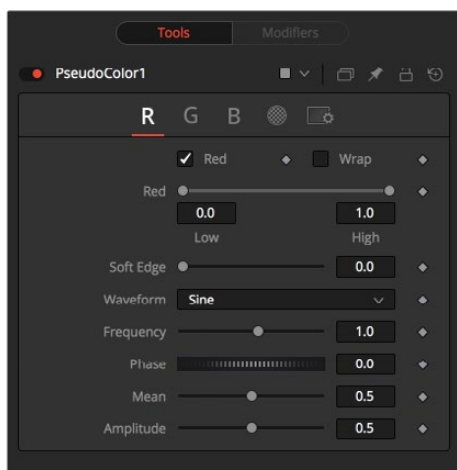 Tools Modifiers
PseudoColor1
R G B
Red Wrap
Red
0.0 1.0
Low High
Soft Edge 0.0
Waveform Sine
Frequency 1.0
Phase 0.0
Mean 0.5
Amplitude 0.5